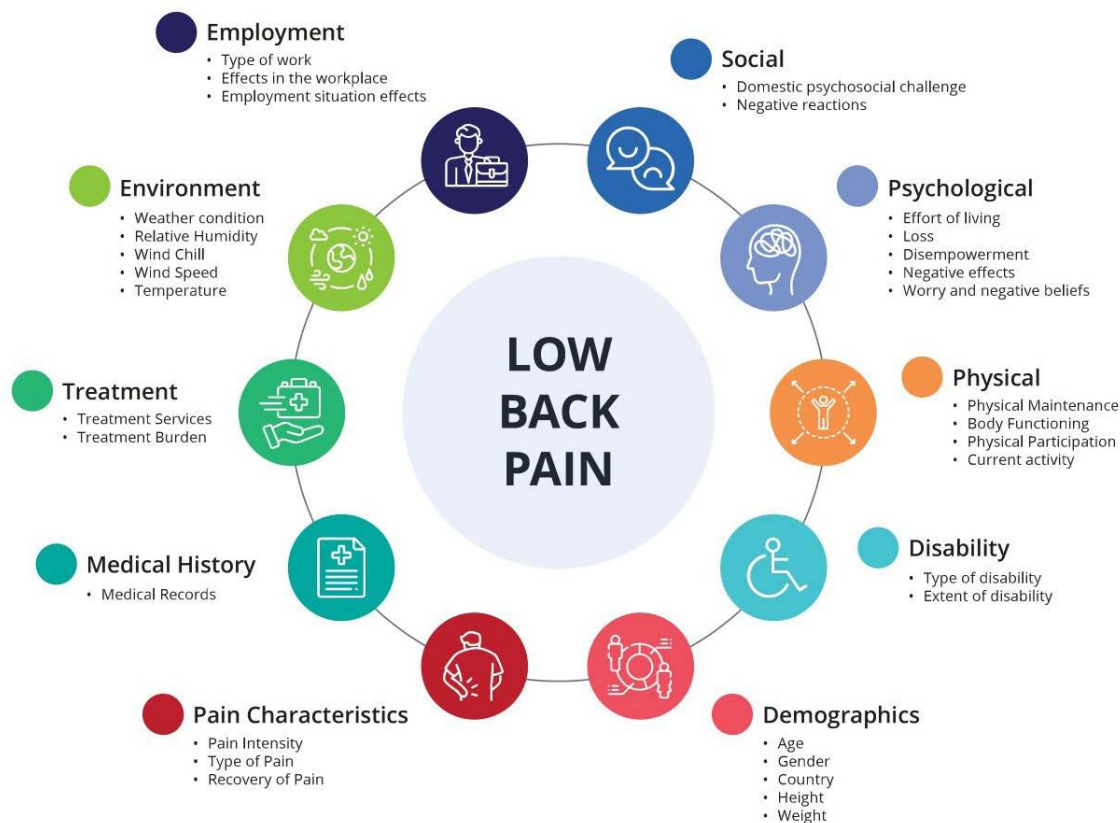 Employment
• Type of work
• Effects in the workplace
• Employment situation effects
Social
• Domestic psychosocial challenge
• Negative reactions
Environment
• Weather condition
• Relative Humidity
• Wind Chill
• Wind Speed
• Temperature
Psychological
• Effort of living
• Loss
• Disempowerment
• Negative effects
• Worry and negative beliefs
LOW
BACK
PAIN
Treatment
• Treatment Services
• Treatment Burden
Physical
• Physical Maintenance
• Body Functioning
• Physical Participation
• Current activity
Medical History
• Medical Records
Disability
• Type of disability
• Extent of disability
Pain Characteristics
• Pain Intensity
• Type of Pain
• Recovery of Pain
Demographics
• Age
• Gender
• Country
• Height
• Weight